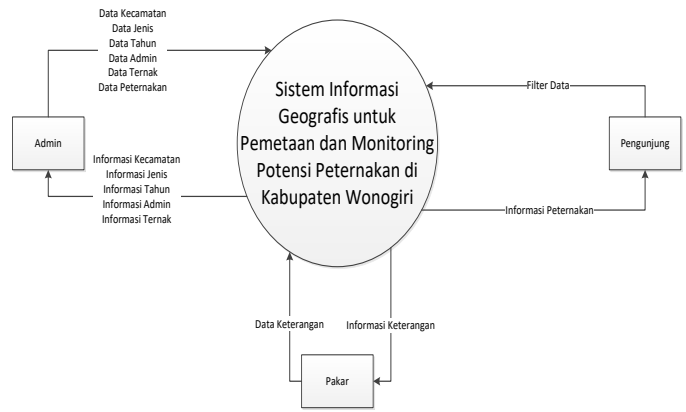 Data Kecamatan
Data Jenis
Data Tahun
Data Admin
Data Ternak
Data Peternakan
Admin
Informasi Kecamatan
Informasi Jenis
Informasi Tahun
Informasi Admin
Informasi Ternak
Sistem Informasi
Geografis untuk
Pemetaan dan Monitoring
Potensi Peternakan di
Kabupaten Wonogiri
Filter Data
Pengunjung
Informasi Peternakan
Data Keterangan
Informasi Keterangan
Pakar